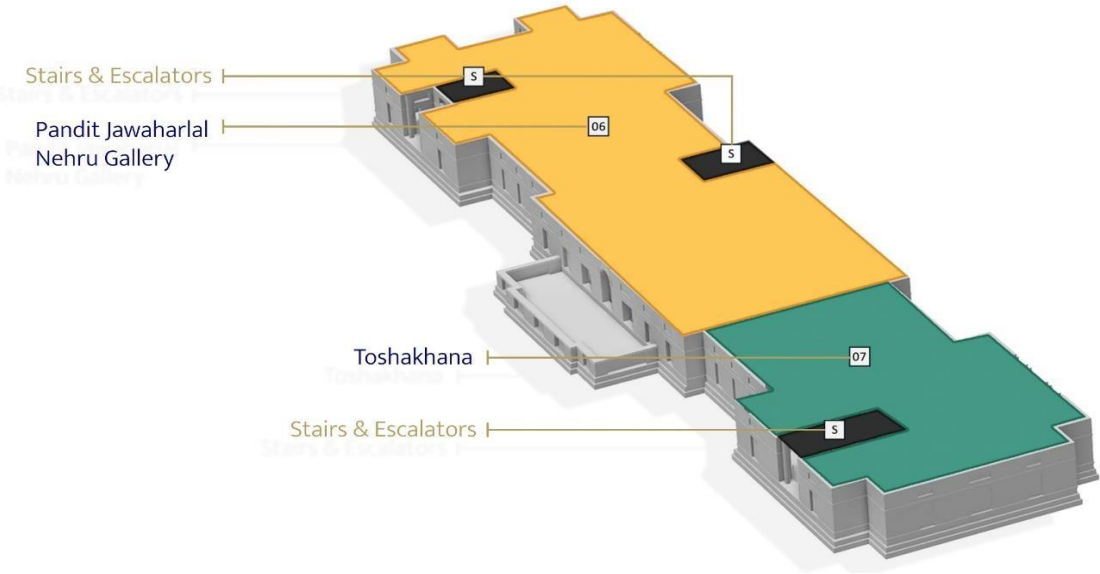 Stairs & Escalators
S
S
Pandit Jawaharlal
Nehru Gallery
06
Toshakhana
07
Stairs & Escalators
S